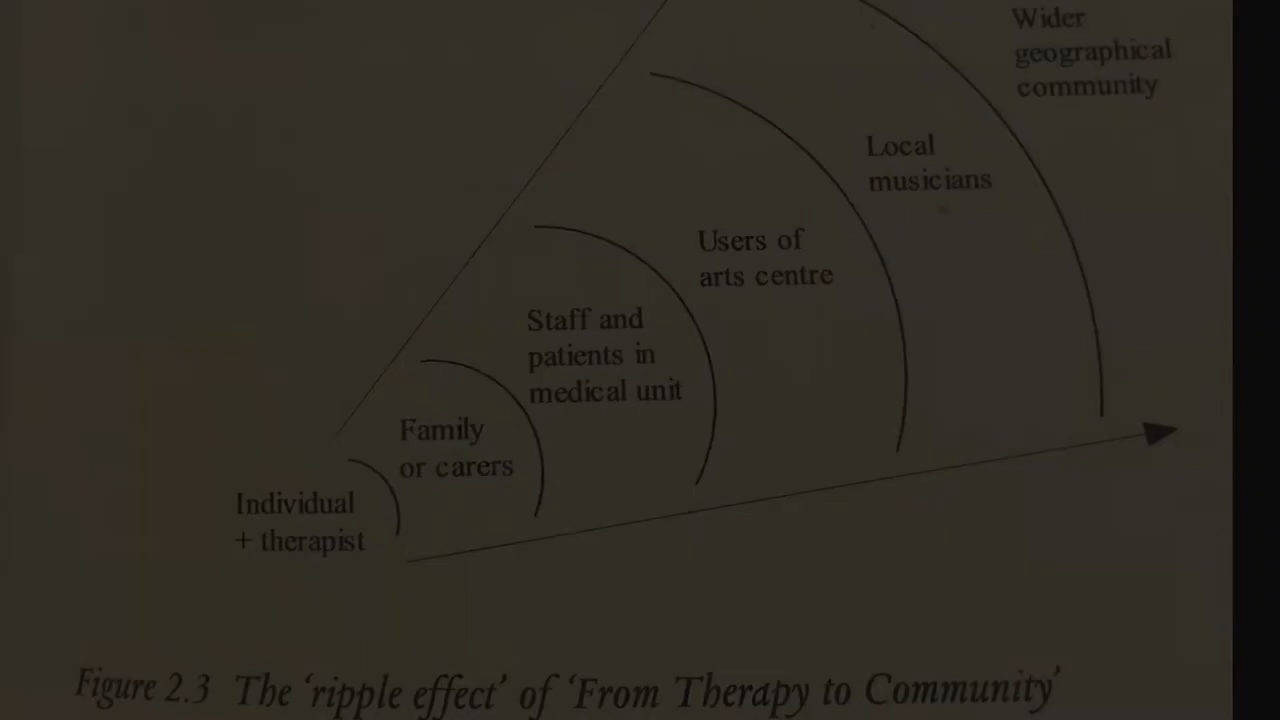 Wider
geographical
community
Local
musicians
Users of
arts centre
Staff and
patients in
medical unit
Family
or carers
Individual
+ therapist
Figure 2.3 The ‘ripple effect’ of ‘From Therapy to Community’